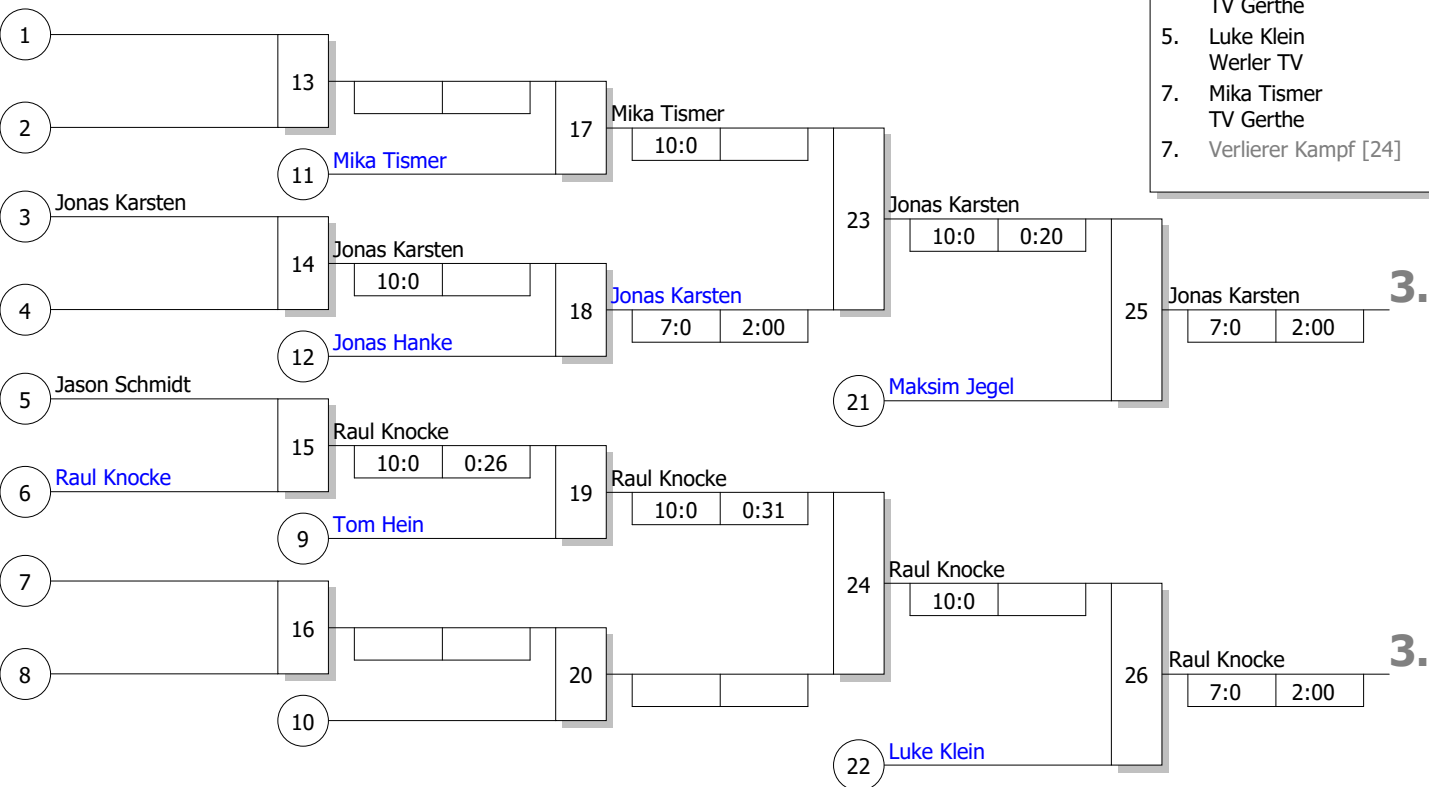 TV Gerthe
5. Luke Klein
Werler TV
7. Mika Tismer
TV Gerthe
7. Verlierer Kampf [24]
1
13
2
17
Mika Tismer
10:0
11
Mika Tismer
3
Jonas Karsten
23
Jonas Karsten
10:0 0:20
14
Jonas Karsten
10:0
4
18
Jonas Karsten
7:0 2:00
12
Jonas Hanke
25
Jonas Karsten
3.
7:0 2:00
5
Jason Schmidt
21
Maksim Jegel
15
Raul Knocke
10:0 0:26
6
Raul Knocke
19
Raul Knocke
10:0 0:31
9
Tom Hein
7
24
Raul Knocke
10:0
16
8
20
10
26
Raul Knocke
3.
7:0 2:00
22
Luke Klein